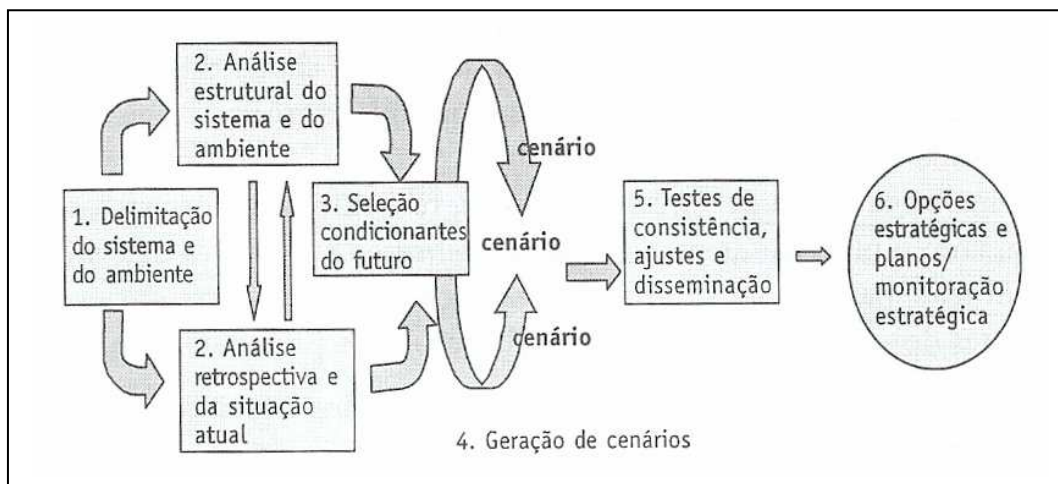 1. Delimitação
do sistema e
do ambiente
2. Análise
estrutural do
sistema e do
ambiente
2. Análise
retrospectiva e
da situação
atual
3. Seleção
condicionantes
do futuro
cenário
cenário
cenário
4. Geração de cenários
5. Testes de
consistência,
ajustes e
disseminação
6. Opções
estratégicas e
planos/
monitoração
estratégica